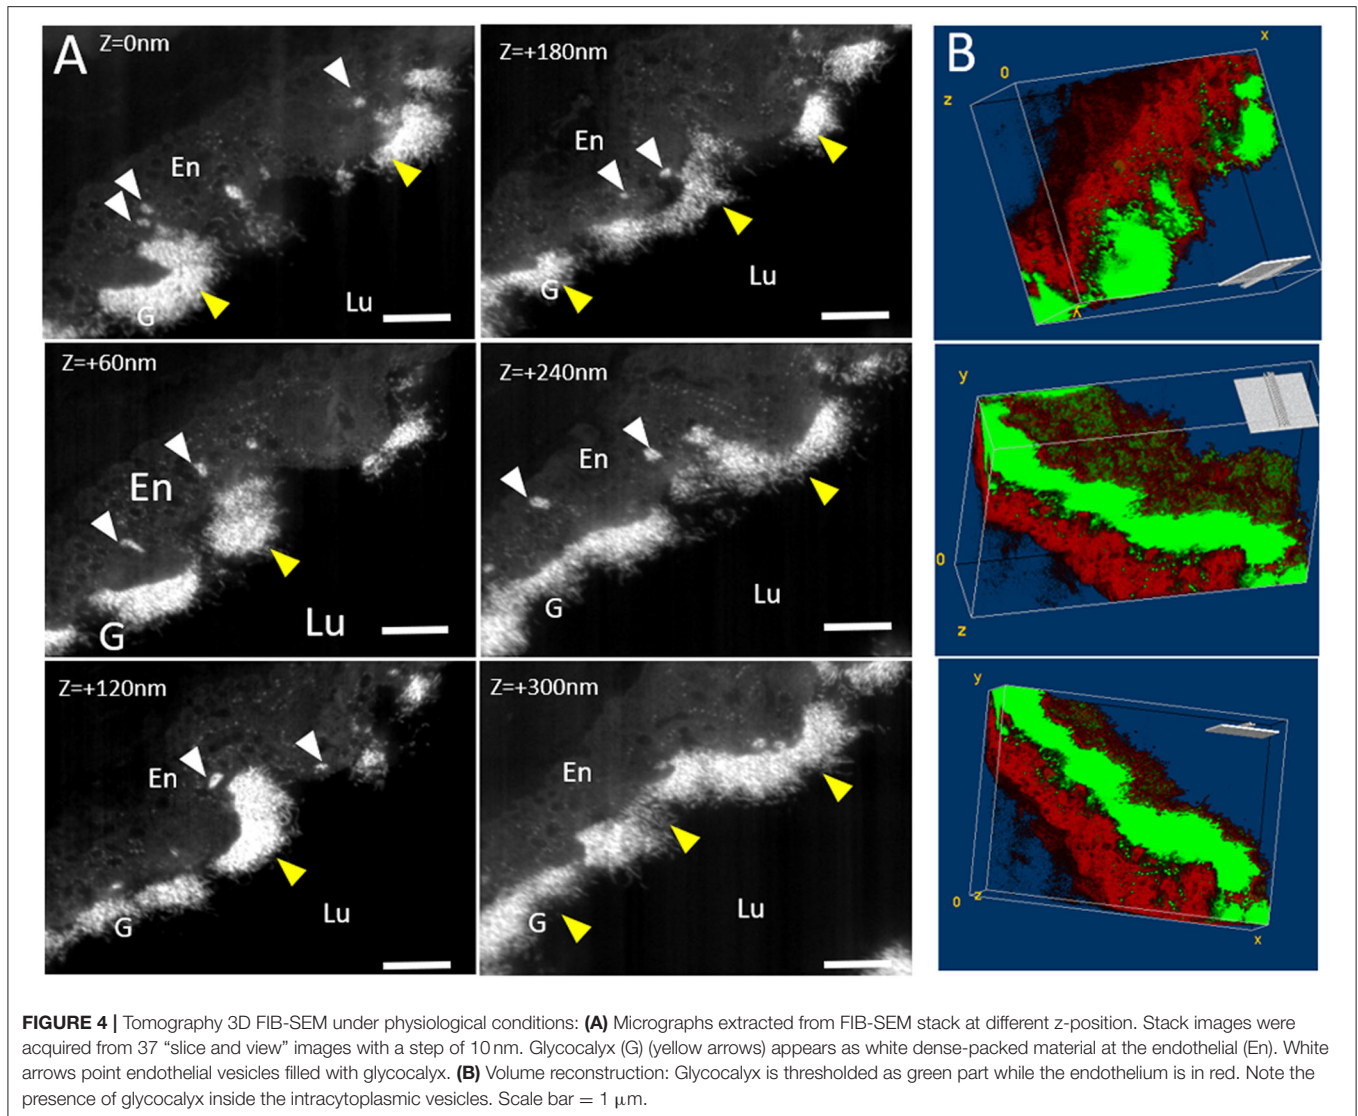 A
Z=0nm
En
G
Lu
Z=+180nm
En
G
Lu
B
x
0
z
y
Z=+60nm
En
G
Lu
Z=+240nm
En
G
Lu
y
0
z
Z=+120nm
En
G
Lu
Z=+300nm
En
G
Lu
y
0 z
x
FIGURE 4 | Tomography 3D FIB-SEM under physiological conditions: (A) Micrographs extracted from FIB-SEM stack at different z-position. Stack images were
acquired from 37 “slice and view” images with a step of 10 nm. Glycocalyx (G) (yellow arrows) appears as white dense-packed material at the endothelial (En). White
arrows point endothelial vesicles filled with glycocalyx. (B) Volume reconstruction: Glycocalyx is thresholded as green part while the endothelium is in red. Note the
presence of glycocalyx inside the intracytoplasmic vesicles. Scale bar = 1 μm.